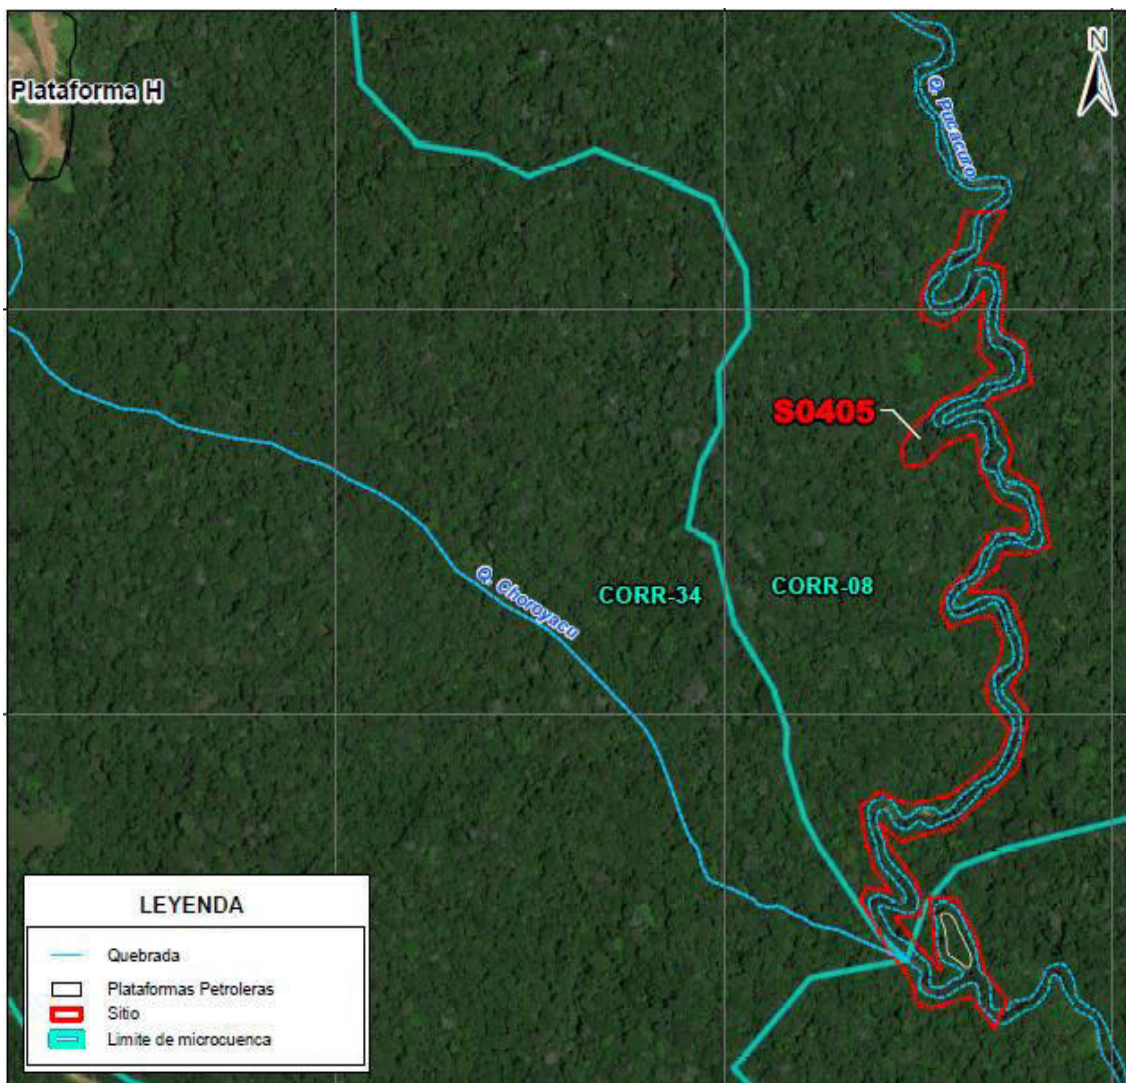 N
Plataforma H
Q. Pucacuro
S0405
Q. Choroyacu
CORR-34
CORR-08
LEYENDA
Quebrada
Plataformas Petroleras
Sitio
Limite de microcuenca